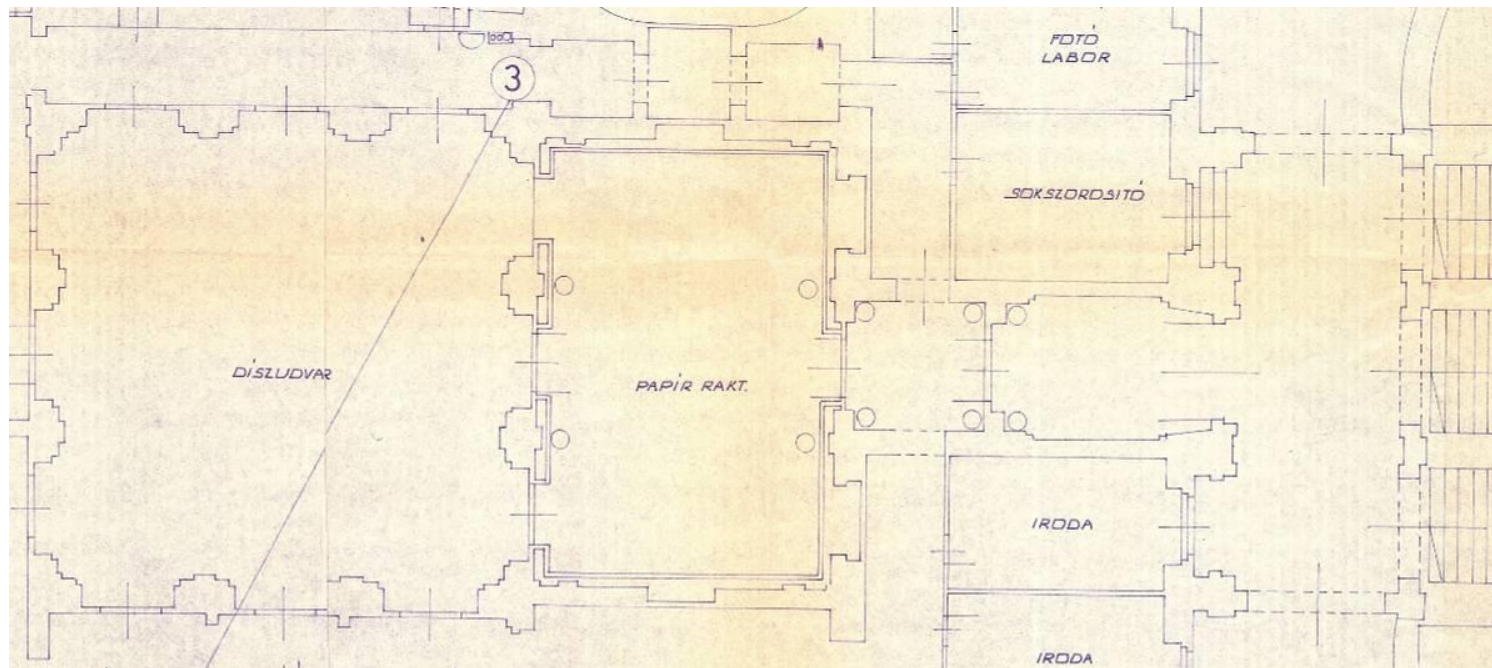 FOTÓ
LABOR
3
SOKSZOROSITÓ
DÍSZUDVAR
PAPÍR RAKT.
IRODA
IRODA